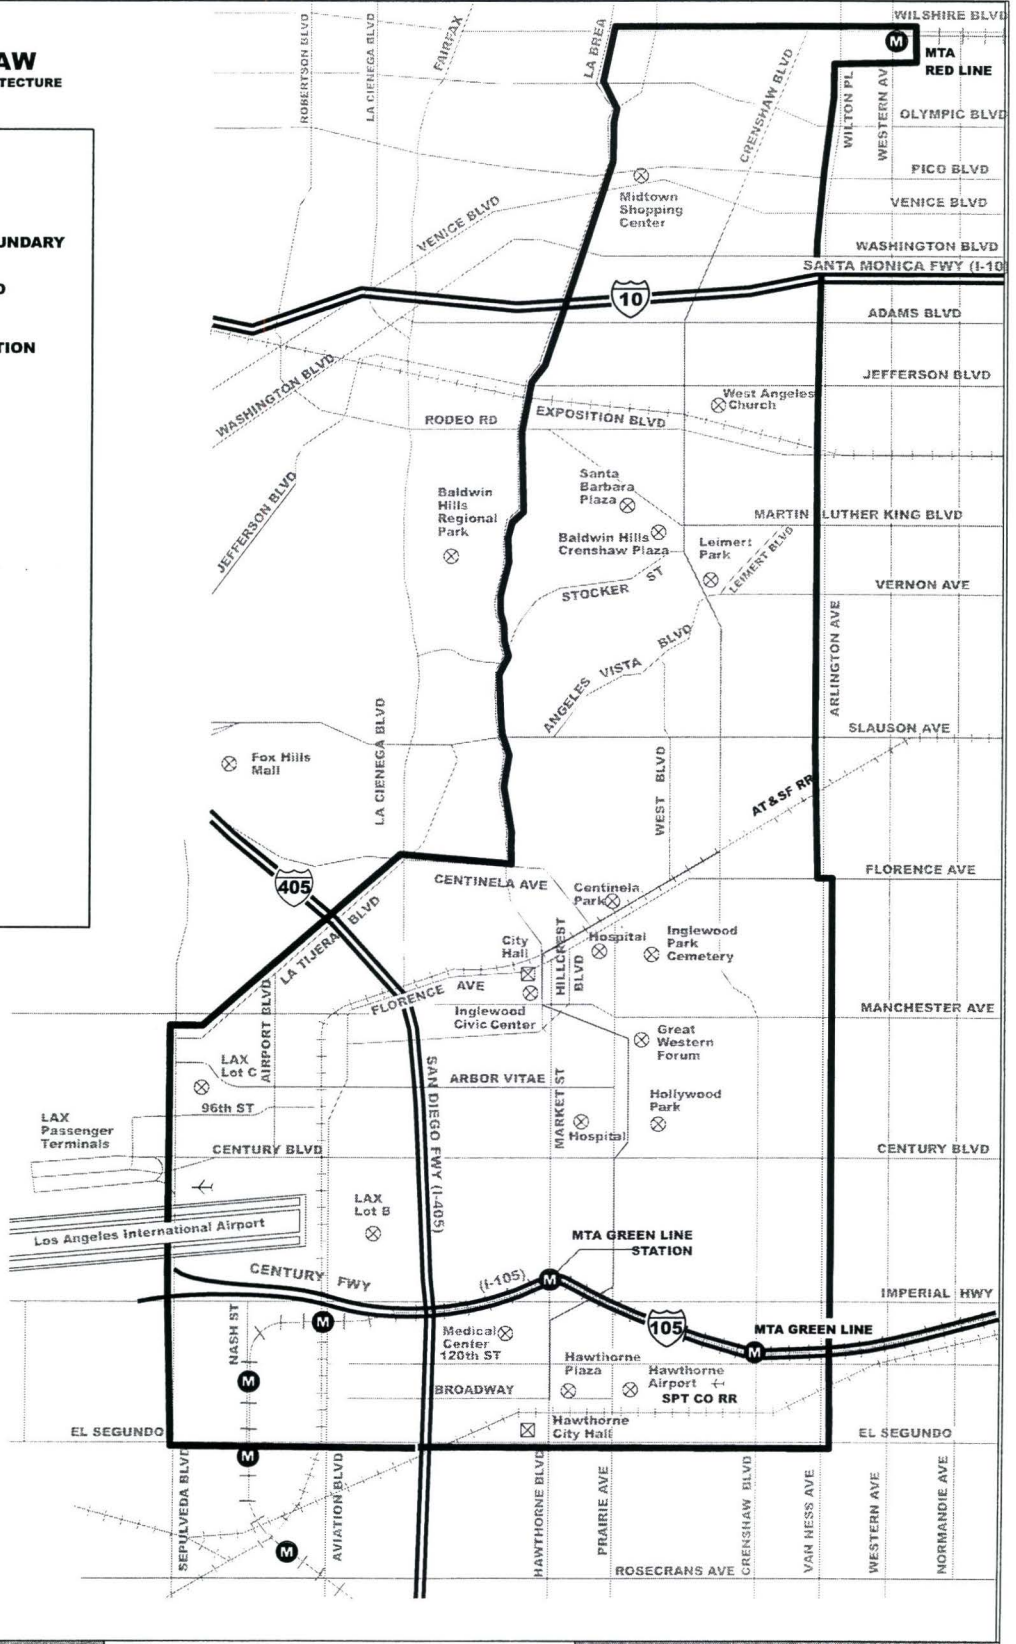 AW
TECTURE
UNDARY
TION
WILSHIRE BLVD
ROBERTSON BLVD
LA CIENEGA BLVD
FAIRFAX
LA BREA
CRENSHAW BLVD
M
MTA
RED LINE
WILTON PL
WESTERN AV
OLYMPIC BLVD
PICO BLVD
VENICE BLVD
Midtown
Shopping
Center
VENICE BLVD
WASHINGTON BLVD
SANTA MONICA FWY (I-10
10
ADAMS BLVD
WASHINGTON BLVD
JEFFERSON BLVD
West Angeles
Church
RODEO RD
EXPOSITION BLVD
JEFFERSON BLVD
Baldwin
Hills
Regional
Park
Santa
Barbara
Plaza
MARTIN LUTHER KING BLVD
Baldwin Hills
Crenshaw Plaza
Leimert
Park
LEIMERT BLVD
STOCKER ST
VERNON AVE
ANGELES VISTA BLVD
ARLINGTON AVE
SLAUSON AVE
Fox Hills
Mall
LA CIENEGA BLVD
WEST BLVD
AT&SF RR
405
CENTINELA AVE
FLORENCE AVE
Centinela
Park
LA TIJERA BLVD
City
Hall
HILLCREST
BLVD
Hospital
Inglewood
Park
Cemetery
FLORENCE AVE
Inglewood
Civic Center
MANCHESTER AVE
AIRPORT BLVD
Great
Western
Forum
LAX
Lot C
SAN DIEGO FWY (I-405)
ARBOR VITAE
MARKET ST
Hollywood
Park
96th ST
LAX
Passenger
Terminals
Hospital
CENTURY BLVD
CENTURY BLVD
LAX
Lot B
Los Angeles International Airport
MTA GREEN LINE
STATION
CENTURY FWY
(I-105)
M
IMPERIAL HWY
NASH ST
M
105
MTA GREEN LINE
M
Medical
Center
120th ST
Hawthorne
Plaza
Hawthorne
Airport
SPT CO RR
M
BROADWAY
Hawthorne
City Hall
EL SEGUNDO
EL SEGUNDO
M
SEPULVEDA BLVD
AVIATION BLVD
HAWTHORNE BLVD
PRAIRIE AVE
CRENSHAW BLVD
VAN NESS AVE
WESTERN AVE
NORMANDIE AVE
M
ROSECRANS AVE